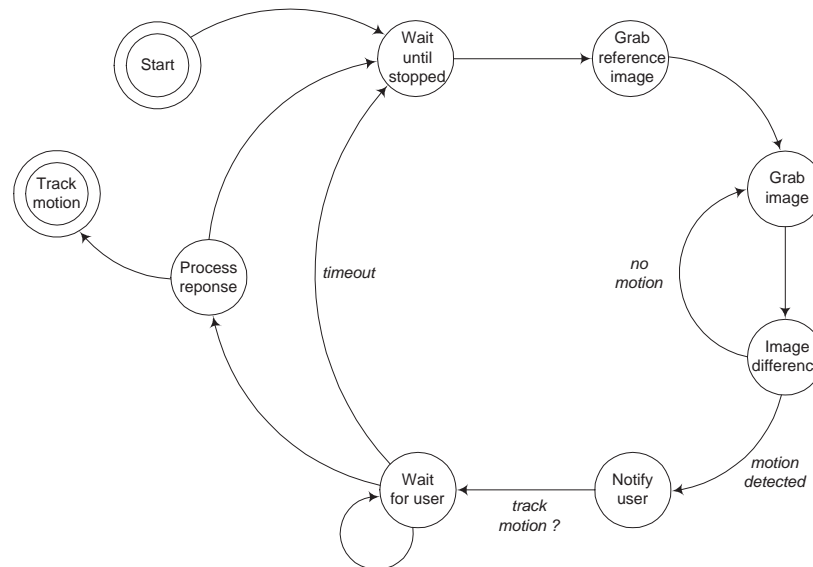 Start
Wait
until
stopped
Grab
reference
image
Track
motion
Grab
image
Process
reponse
timeout
no
motion
Image
difference
motion
detected
Wait
for user
track
motion ?
Notify
user